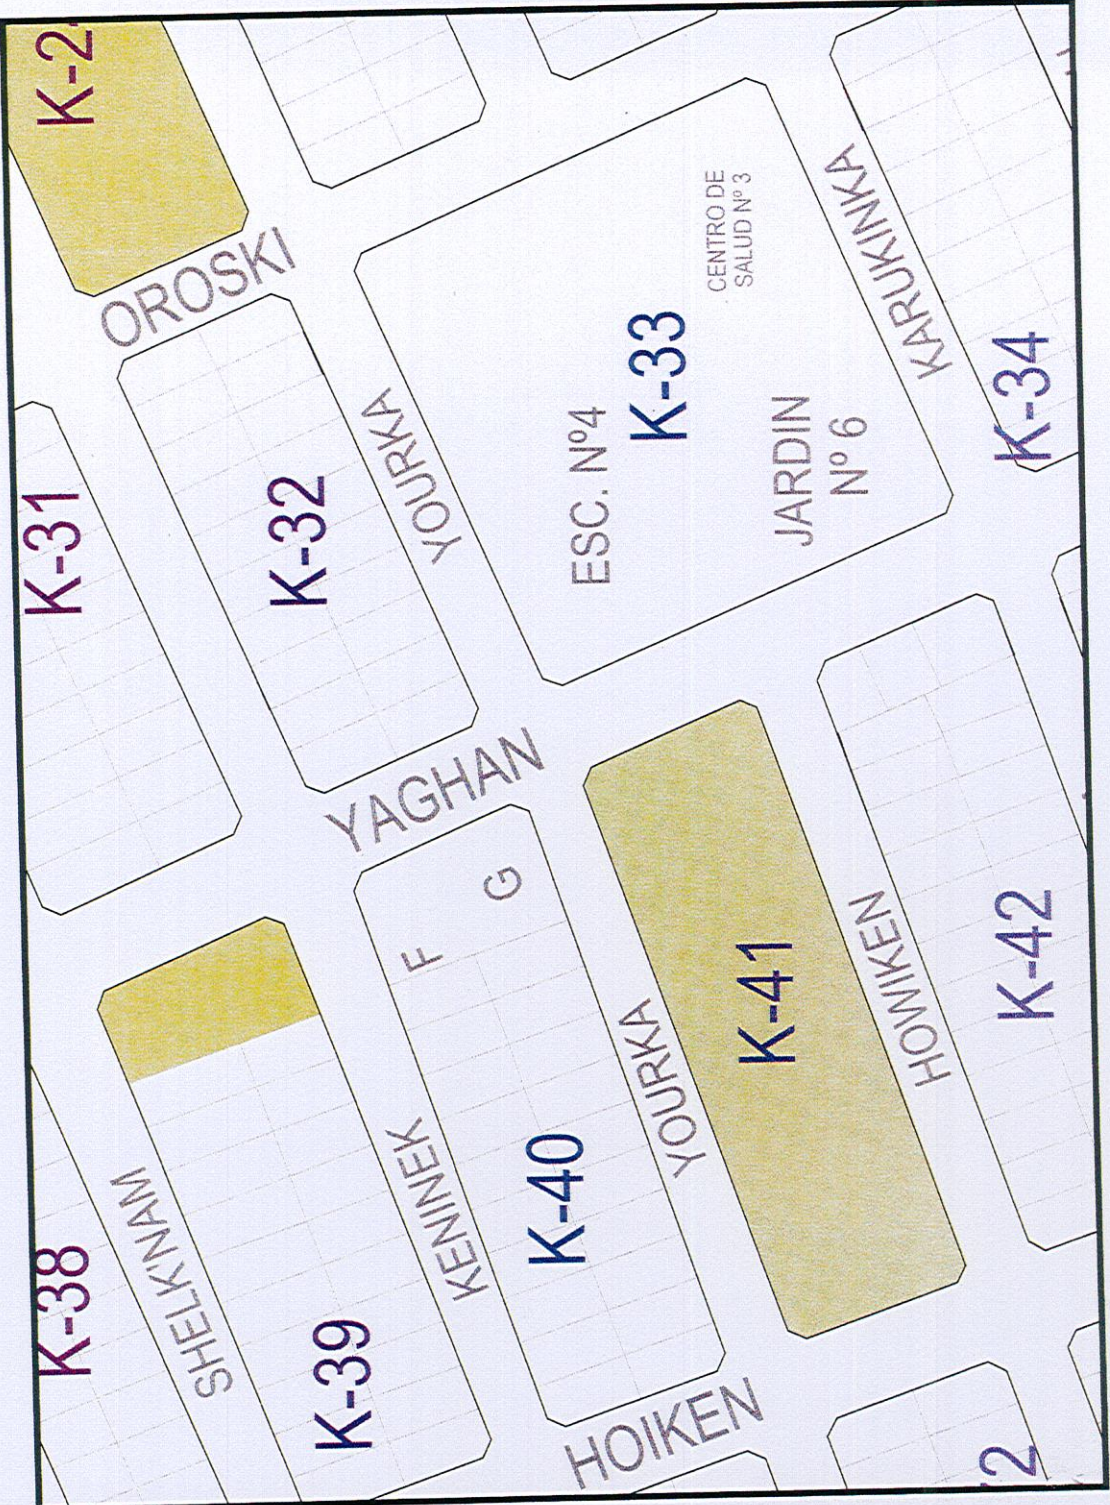 K-38
K-31
K-2
SHELK'NAM
OROSKI
K-39
K-32
KENINEK
YAGHAN
YOURKA
F
G
K-40
ESC. Nº4
K-33
HOIKEN
YOURKA
CENTRO DE
SALUD Nº 3
K-41
JARDIN
Nº 6
HOWIKEN
KARUKINKA
K-42
K-34
2